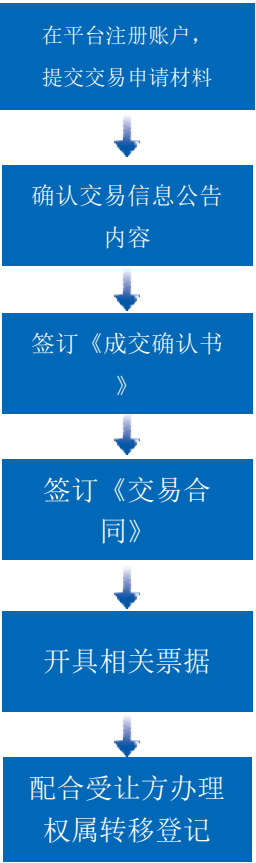 在平台注册账户，
提交交易申请材料
确认交易信息公告
内容
签订《成交确认书
》
签订《交易合
同》
开具相关票据
配合受让方办理
权属转移登记